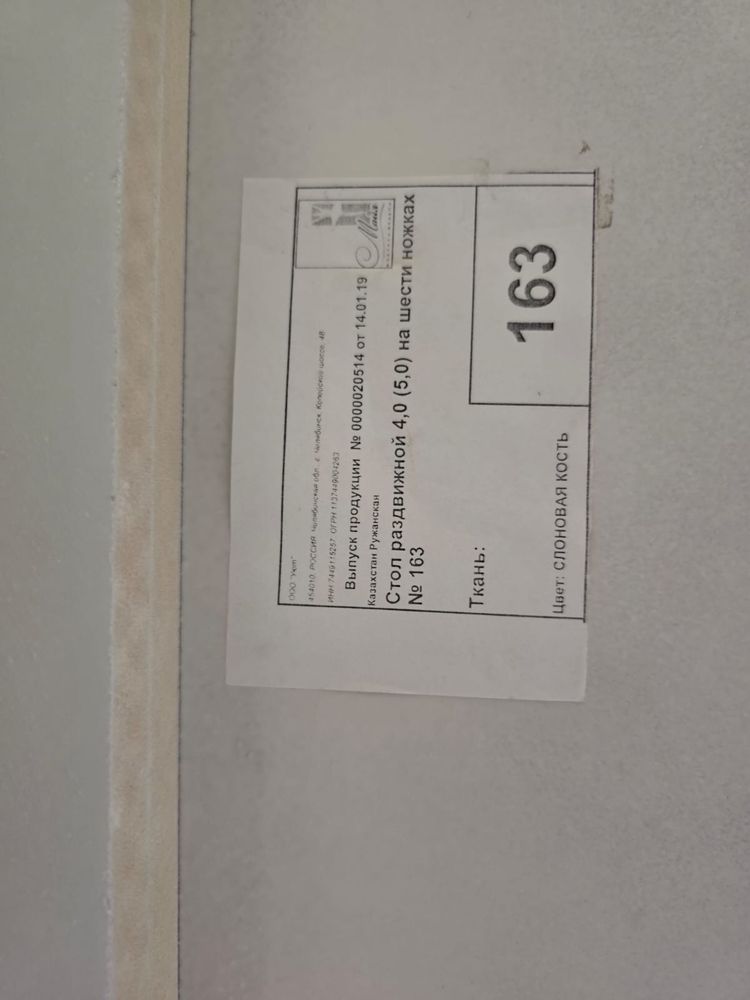 ООО "Уют"
454010, РОССИЯ, Челябинская обл., г. Челябинск, Копейское шоссе, 48
ИНН 7449115257, ОГРН 1137449004263
Майя
Выпуск продукции № 0000020514 от 14.01.19
Казахстан Ружанскан
Стол раздвижной 4,0 (5,0) на шести ножках
№ 163
Ткань:
163
Цвет: СЛОНОВАЯ КОСТЬ